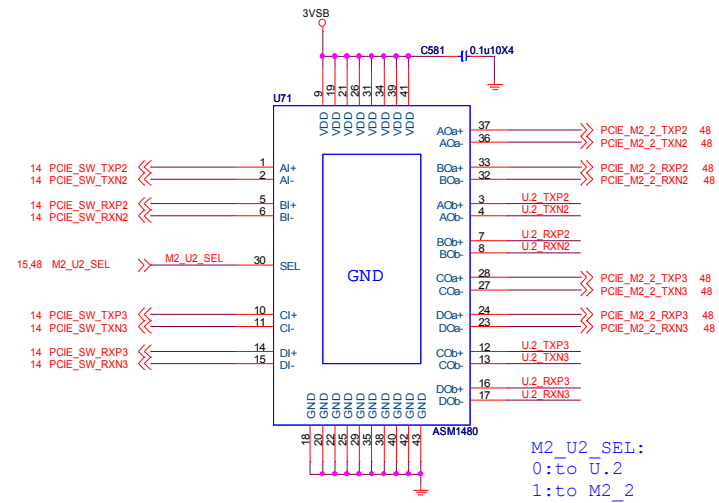 3VSB
C581 0.1u10X4
U71
9 19 21 26 31 34 39 41
VDD VDD VDD VDD VDD VDD VDD VDD
14 PCIE_SW_TXP2 1 AI+
14 PCIE_SW_TXN2 2 AI-
14 PCIE_SW_RXP2 5 BI+
14 PCIE_SW_RXN2 6 BI-
15,48 M2_U2_SEL M2_U2_SEL 30 SEL
14 PCIE_SW_TXP3 10 CI+
14 PCIE_SW_TXN3 11 CI-
14 PCIE_SW_RXP3 14 DI+
14 PCIE_SW_RXN3 15 DI-
GND
AOa+ 37 PCIE_M2_2_TXP2 48
AOa- 36 PCIE_M2_2_TXN2 48
BOa+ 33 PCIE_M2_2_RXP2 48
BOa- 32 PCIE_M2_2_RXN2 48
AOb+ 3 U.2_TXP2
AOb- 4 U.2_TXN2
BOb+ 7 U.2_RXP2
BOb- 8 U.2_RXN2
COa+ 28 PCIE_M2_2_TXP3 48
COa- 27 PCIE_M2_2_TXN3 48
DOa+ 24 PCIE_M2_2_RXP3 48
DOa- 23 PCIE_M2_2_RXN3 48
COb+ 12 U.2_TXP3
COb- 13 U.2_TXN3
DOb+ 16 U.2_RXP3
DOb- 17 U.2_RXN3
GND GND GND GND GND GND GND GND GND
18 20 22 25 29 35 38 40 42 43
ASM1480
M2_U2_SEL:
0:to U.2
1:to M2_2